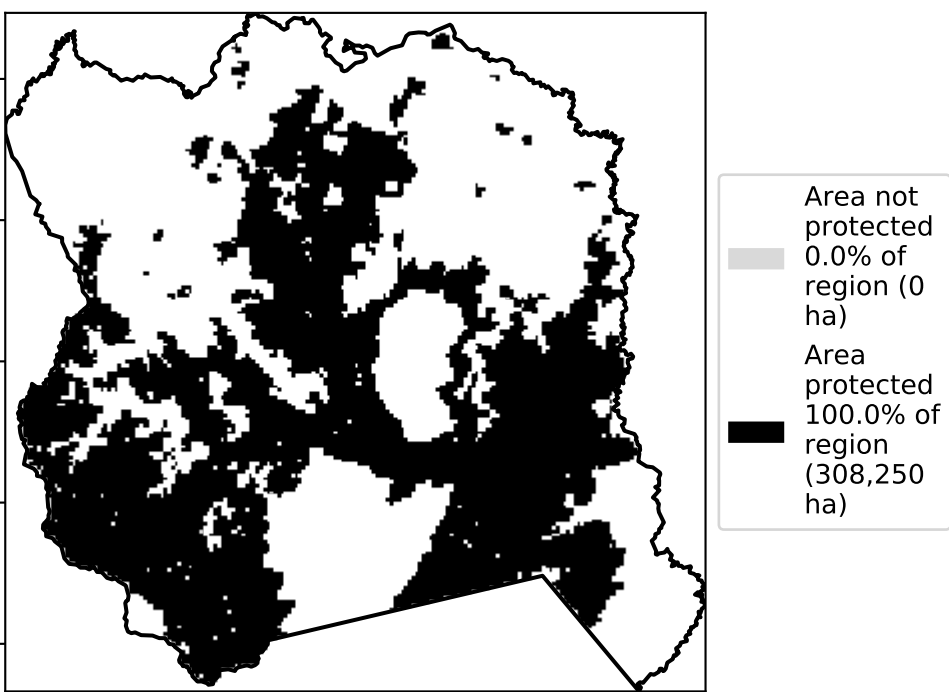 Area not
protected
0.0% of
region (0
ha)
Area
protected
100.0% of
region
(308,250
ha)